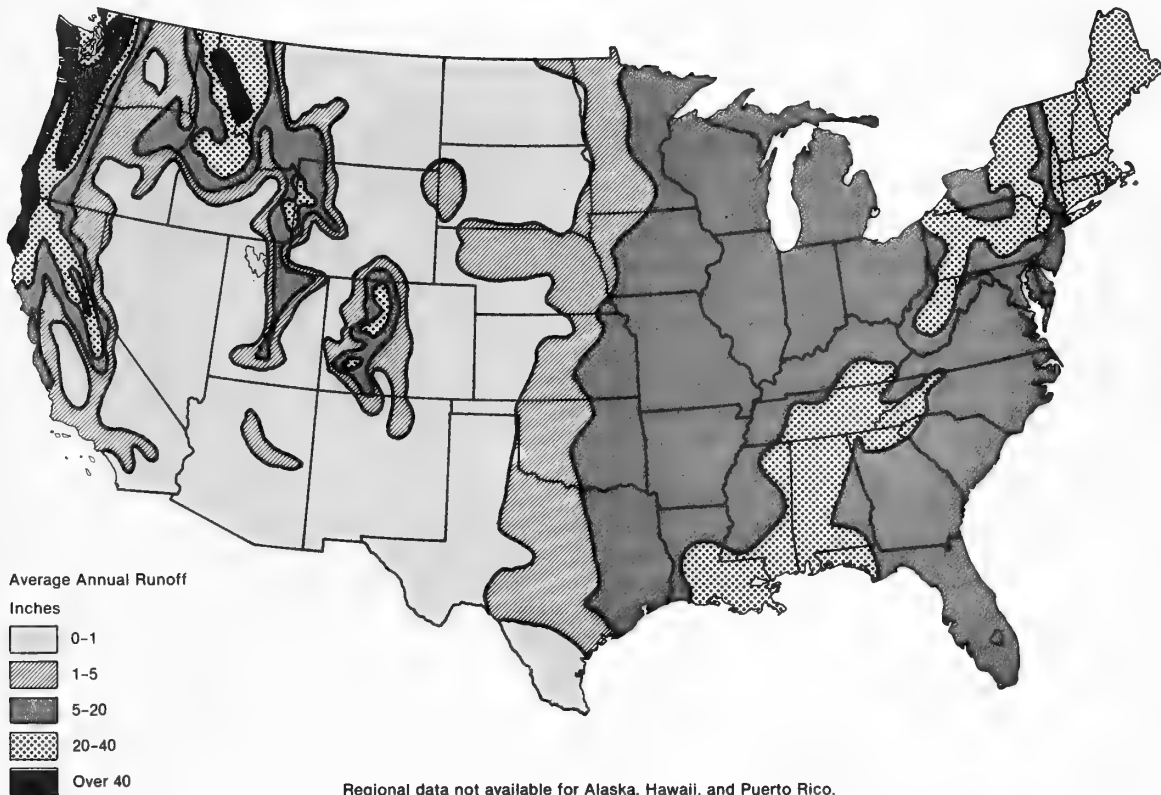 Average Annual Runoff
Inches
0–1
1–5
5–20
20–40
Over 40
Regional data not available for Alaska, Hawaii, and Puerto Rico.